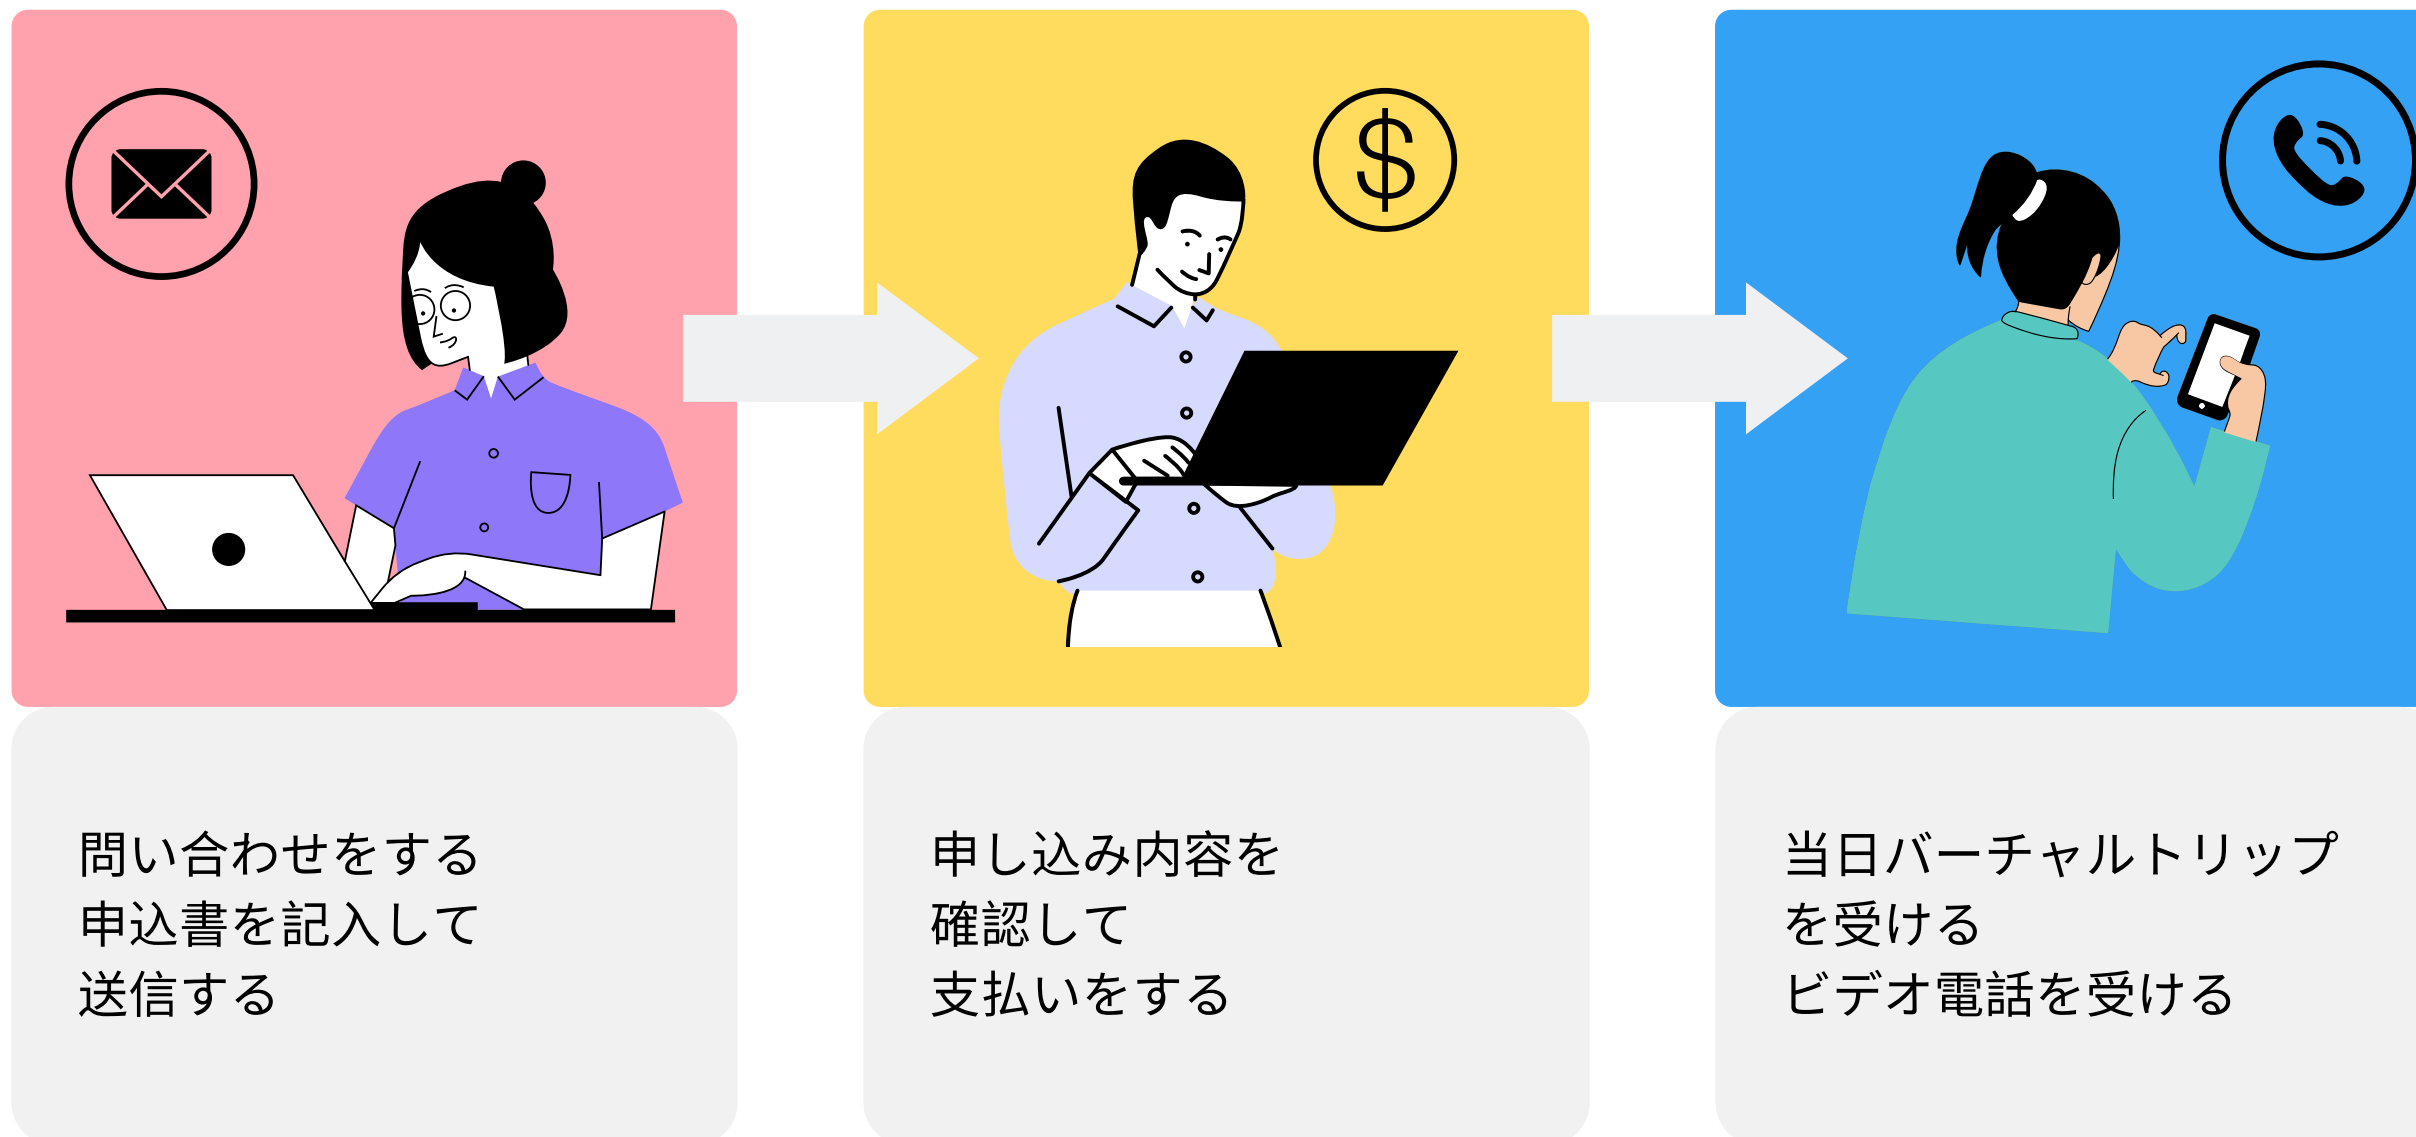 問い合わせをする
申込書を記入して
送信する
申し込み内容を
確認して
支払いをする
当日バーチャルトリップ
を受ける
ビデオ電話を受ける